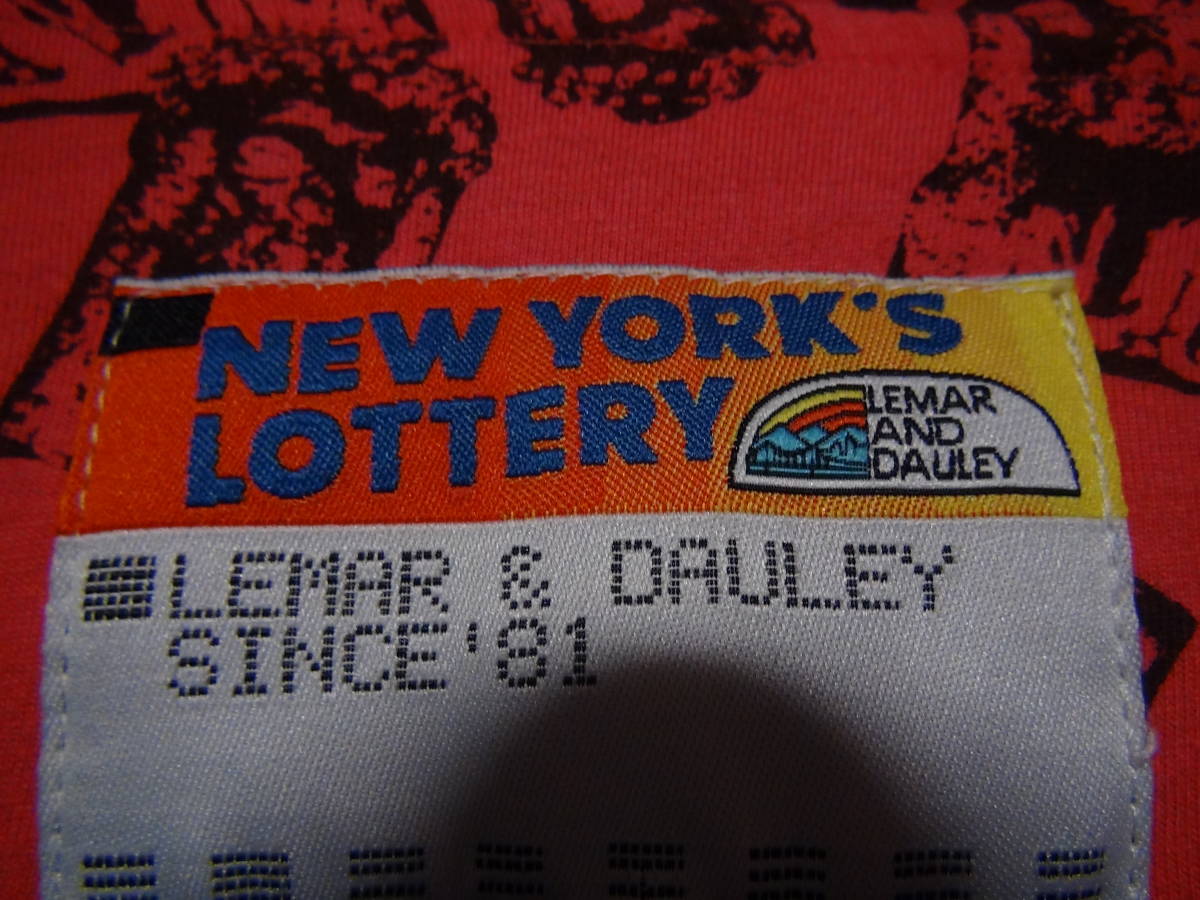 NEW YORK'S
LOTTERY
LEMAR
AND
DAULEY
LEMAR & DAULEY
SINCE'81